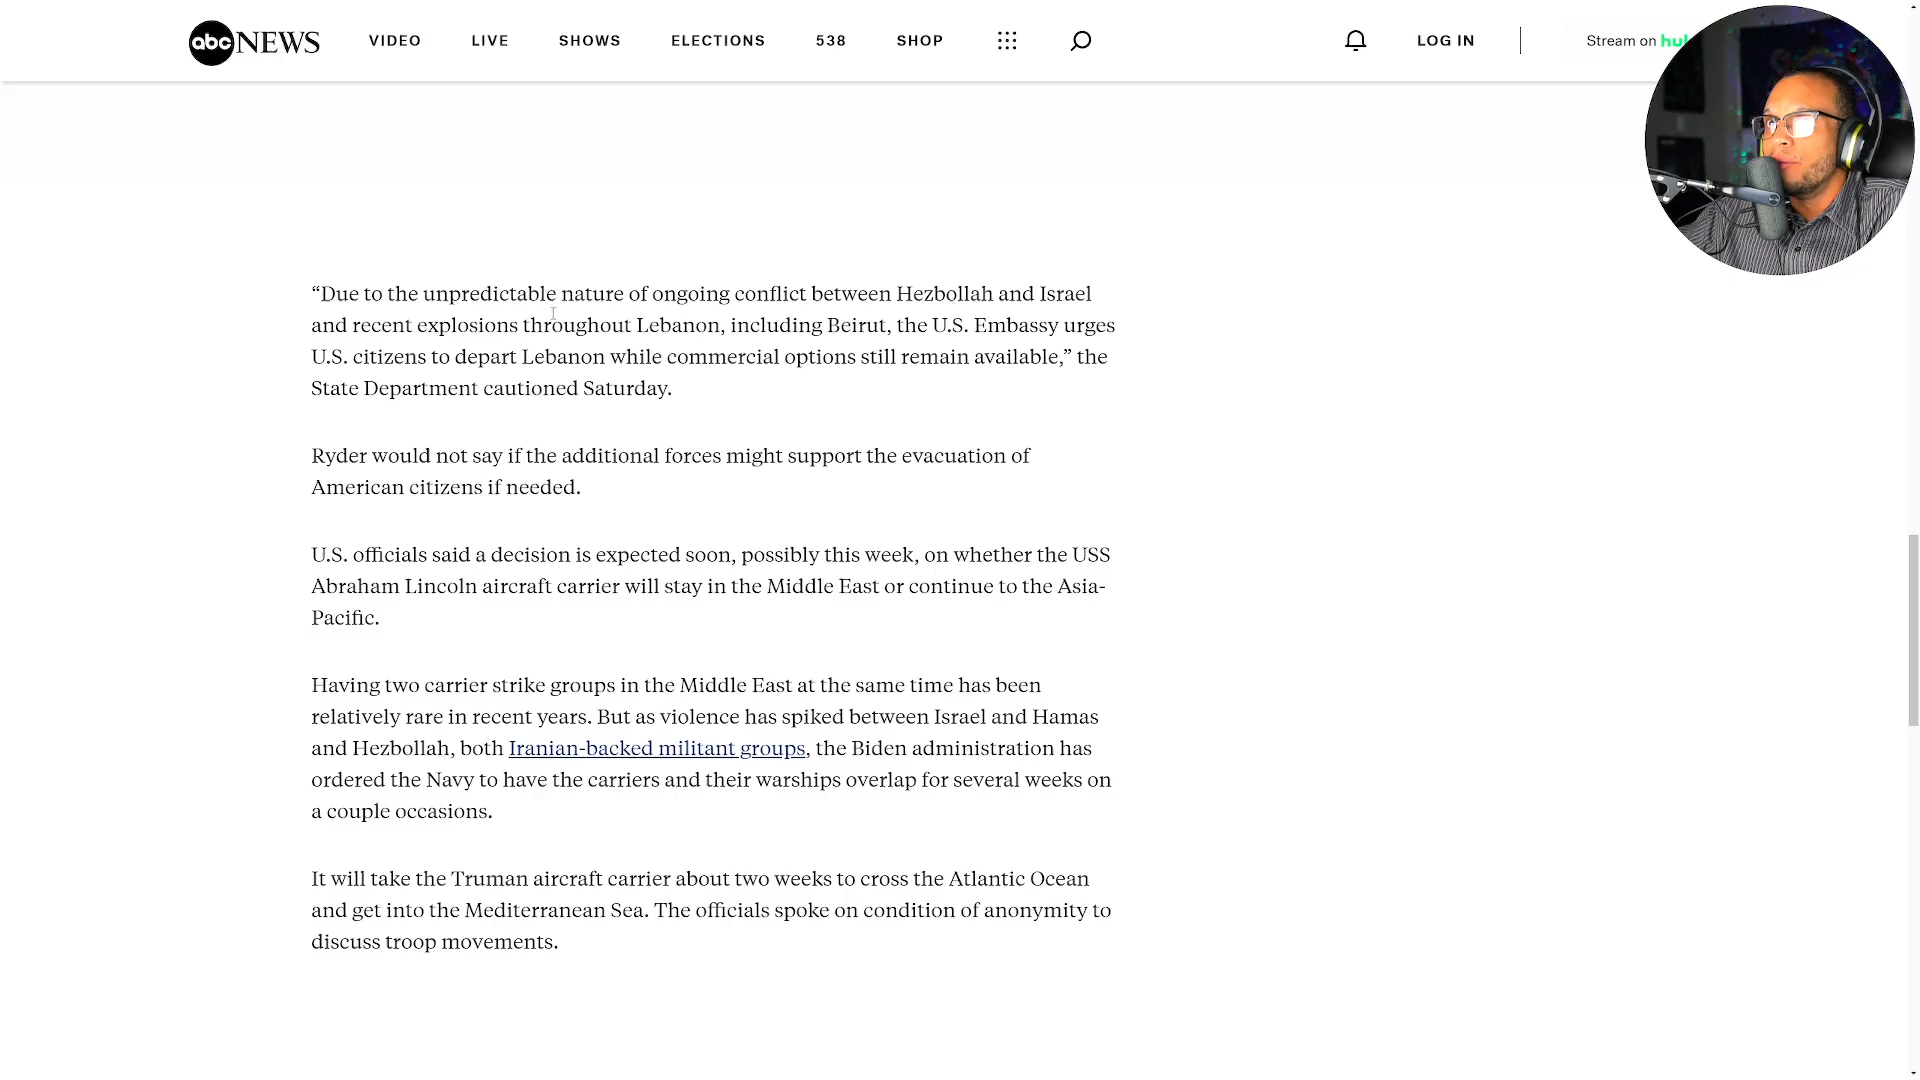 abc NEWS VIDEO LIVE SHOWS ELECTIONS 538 SHOP LOG IN Stream on
“Due to the unpredictable nature of ongoing conflict between Hezbollah and Israel
and recent explosions throughout Lebanon, including Beirut, the U.S. Embassy urges
U.S. citizens to depart Lebanon while commercial options still remain available,” the
State Department cautioned Saturday.
Ryder would not say if the additional forces might support the evacuation of
American citizens if needed.
U.S. officials said a decision is expected soon, possibly this week, on whether the USS
Abraham Lincoln aircraft carrier will stay in the Middle East or continue to the Asia-
Pacific.
Having two carrier strike groups in the Middle East at the same time has been
relatively rare in recent years. But as violence has spiked between Israel and Hamas
and Hezbollah, both Iranian-backed militant groups, the Biden administration has
ordered the Navy to have the carriers and their warships overlap for several weeks on
a couple occasions.
It will take the Truman aircraft carrier about two weeks to cross the Atlantic Ocean
and get into the Mediterranean Sea. The officials spoke on condition of anonymity to
discuss troop movements.